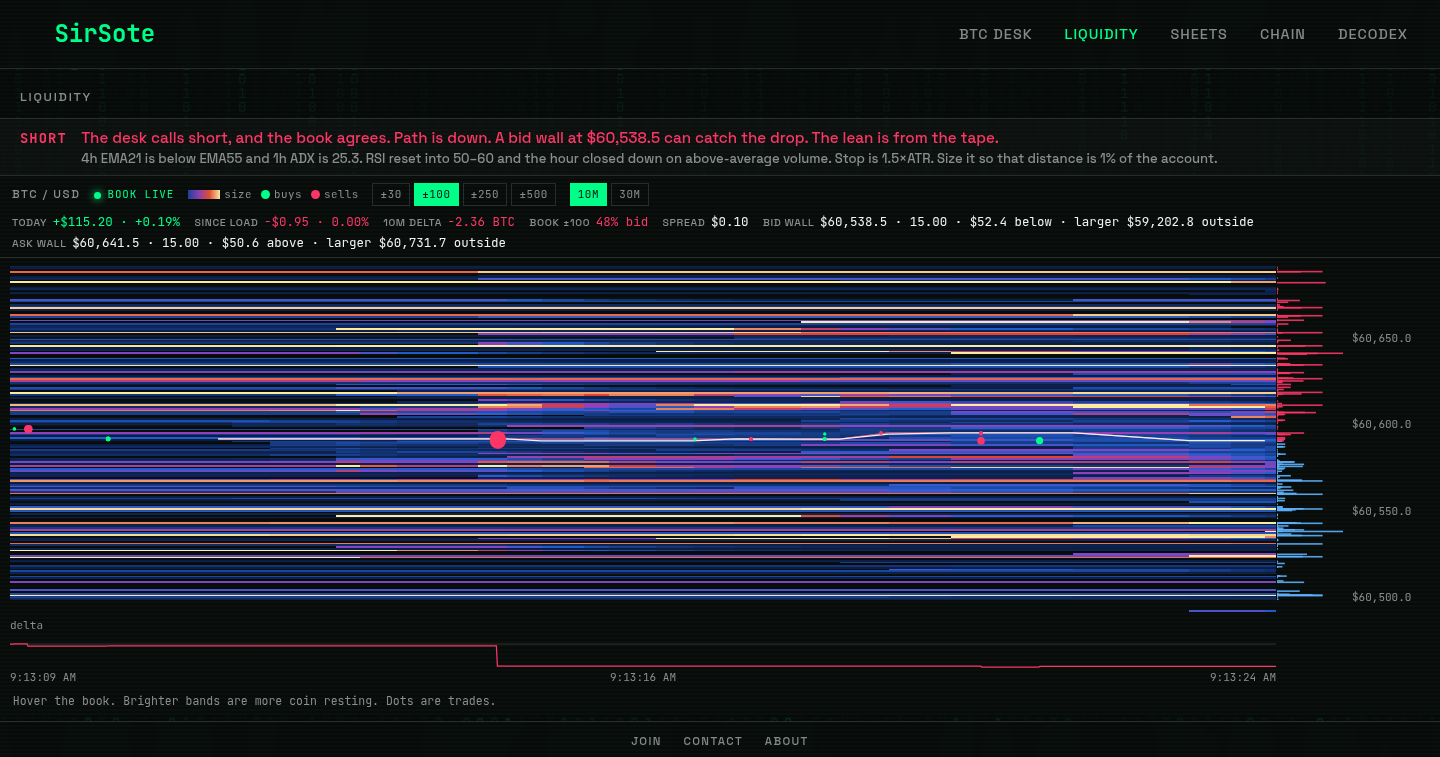 SirSote
BTC DESK LIQUIDITY SHEETS CHAIN DECODEX
LIQUIDITY
SHORT The desk calls short, and the book agrees. Path is down. A bid wall at $60,538.5 can catch the drop. The lean is from the tape.
4h EMA21 is below EMA55 and 1h ADX is 25.3. RSI reset into 50–60 and the hour closed down on above-average volume. Stop is 1.5×ATR. Size it so that distance is 1% of the account.
BTC / USD BOOK LIVE size buys sells ±30 ±100 ±250 ±500 10M 30M
TODAY +$115.20 · +0.19% SINCE LOAD -$0.95 · 0.00% 10M DELTA -2.36 BTC BOOK ±100 48% bid SPREAD $0.10 BID WALL $60,538.5 · 15.00 · $52.4 below · larger $59,202.8 outside
ASK WALL $60,641.5 · 15.00 · $50.6 above · larger $60,731.7 outside
$60,650.0
$60,600.0
$60,550.0
$60,500.0
delta
9:13:09 AM 9:13:16 AM 9:13:24 AM
Hover the book. Brighter bands are more coin resting. Dots are trades.
JOIN CONTACT ABOUT